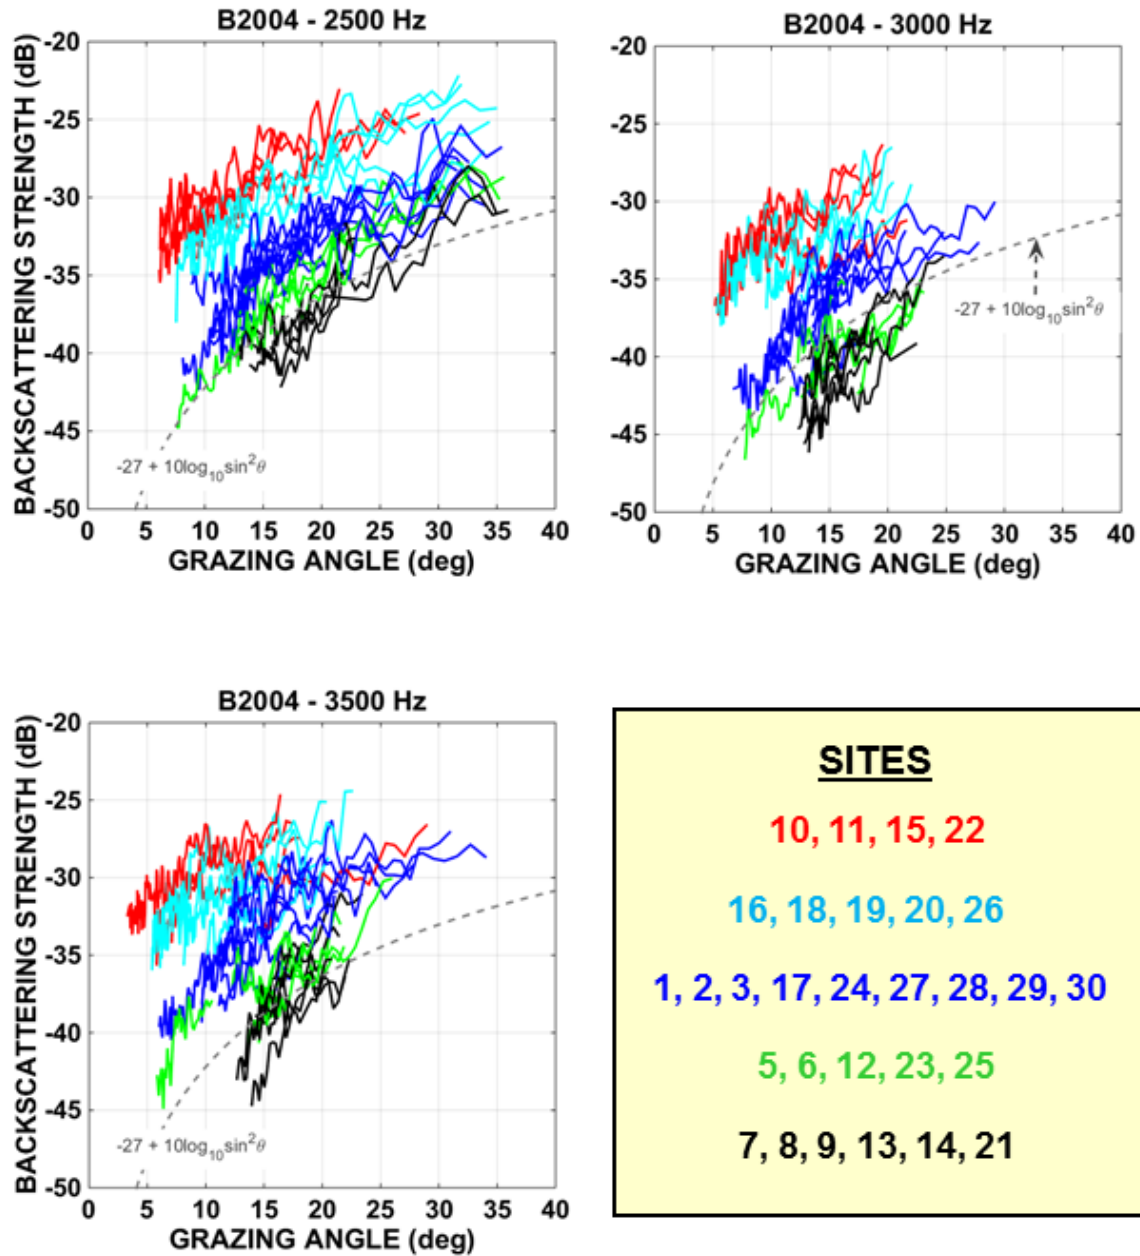 B2004 - 2500 Hz
BACKSCATTERING STRENGTH (dB)
-20
-25
-30
-35
-40
-45
-50
-27 + 10log₁₀sin²θ
0 5 10 15 20 25 30 35 40
GRAZING ANGLE (deg)
B2004 - 3000 Hz
BACKSCATTERING STRENGTH (dB)
-20
-25
-30
-35
-40
-45
-50
-27 + 10log₁₀sin²θ
0 5 10 15 20 25 30 35 40
GRAZING ANGLE (deg)
B2004 - 3500 Hz
BACKSCATTERING STRENGTH (dB)
-20
-25
-30
-35
-40
-45
-50
-27 + 10log₁₀sin²θ
0 5 10 15 20 25 30 35 40
GRAZING ANGLE (deg)
SITES
10, 11, 15, 22
16, 18, 19, 20, 26
1, 2, 3, 17, 24, 27, 28, 29, 30
5, 6, 12, 23, 25
7, 8, 9, 13, 14, 21